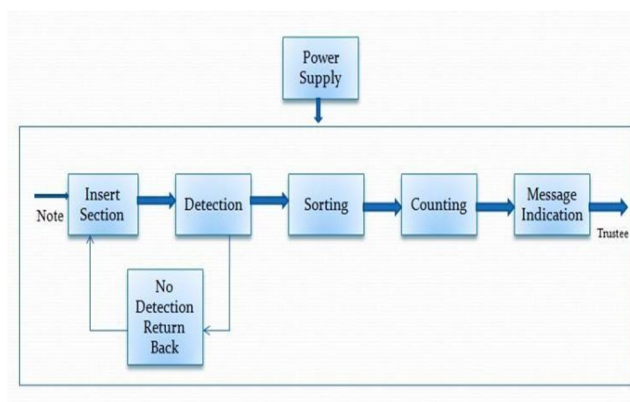 Power
Supply
Note
Insert
Section
Detection
Sorting
Counting
Message
Indication
Trustee
No
Detection
Return
Back